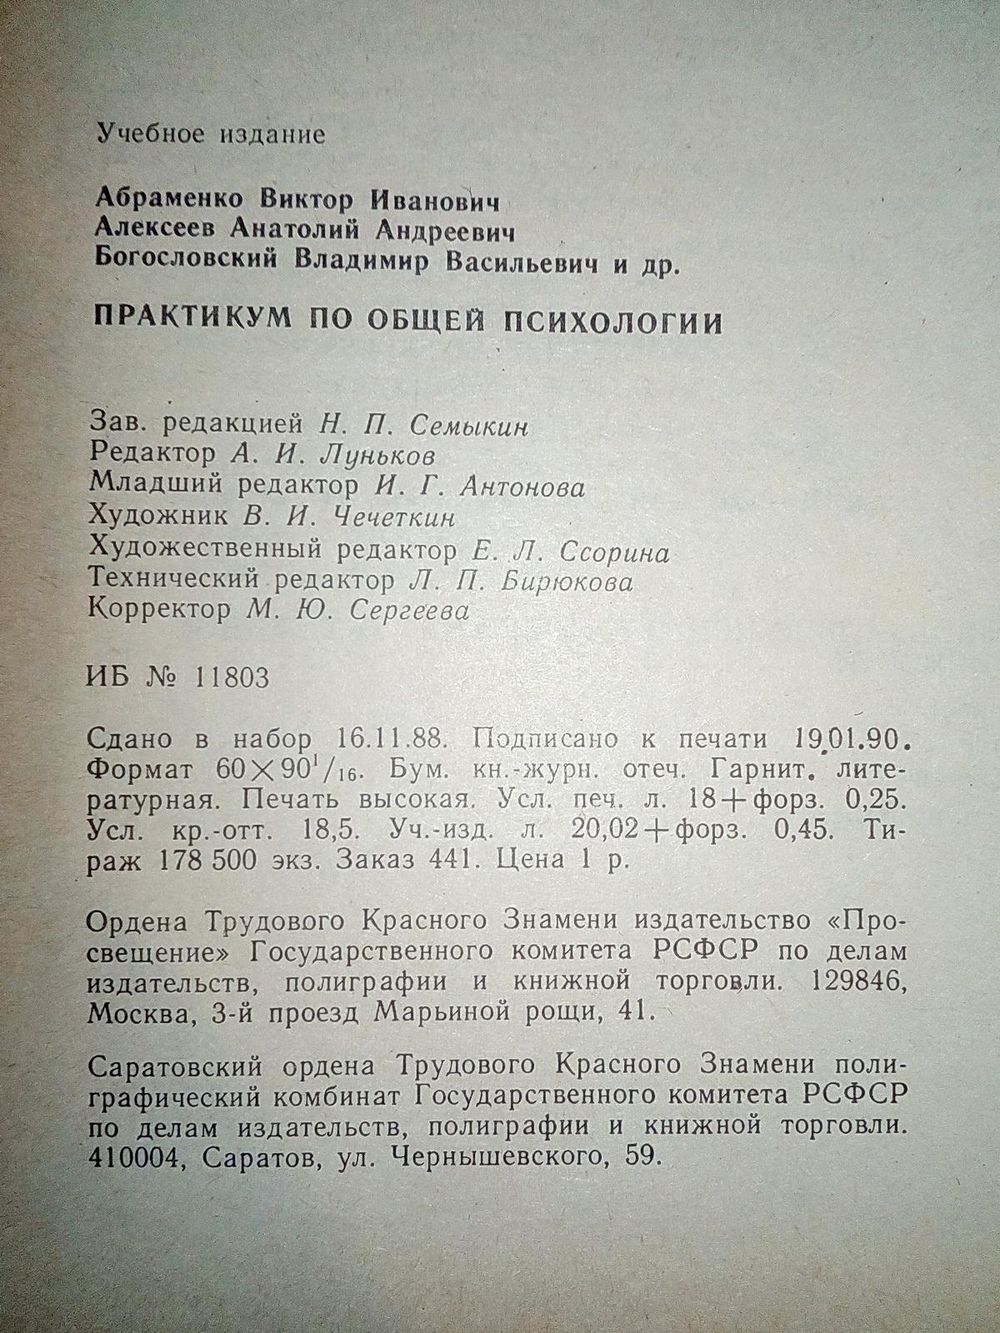 Учебное издание
Абраменко Виктор Иванович
Алексеев Анатолий Андреевич
Богословский Владимир Васильевич и др.
ПРАКТИКУМ ПО ОБЩЕЙ ПСИХОЛОГИИ
Зав. редакцией Н. П. Семыкин
Редактор А. И. Луньков
Младший редактор И. Г. Антонова
Художник В. И. Чечеткин
Художественный редактор Е. Л. Ссорина
Технический редактор Л. П. Бирюкова
Корректор М. Ю. Сергеева
ИБ № 11803
Сдано в набор 16.11.88. Подписано к печати 19.01.90.
Формат 60×90¹/₁₆. Бум. кн.-журн. отеч. Гарнит. лите-
ратурная. Печать высокая. Усл. печ. л. 18+форз. 0,25.
Усл. кр.-отт. 18,5. Уч.-изд. л. 20,02+форз. 0,45. Ти-
раж 178 500 экз. Заказ 441. Цена 1 р.
Ордена Трудового Красного Знамени издательство «Про-
свещение» Государственного комитета РСФСР по делам
издательств, полиграфии и книжной торговли. 129846,
Москва, 3-й проезд Марьиной рощи, 41.
Саратовский ордена Трудового Красного Знамени поли-
графический комбинат Государственного комитета РСФСР
по делам издательств, полиграфии и книжной торговли.
410004, Саратов, ул. Чернышевского, 59.